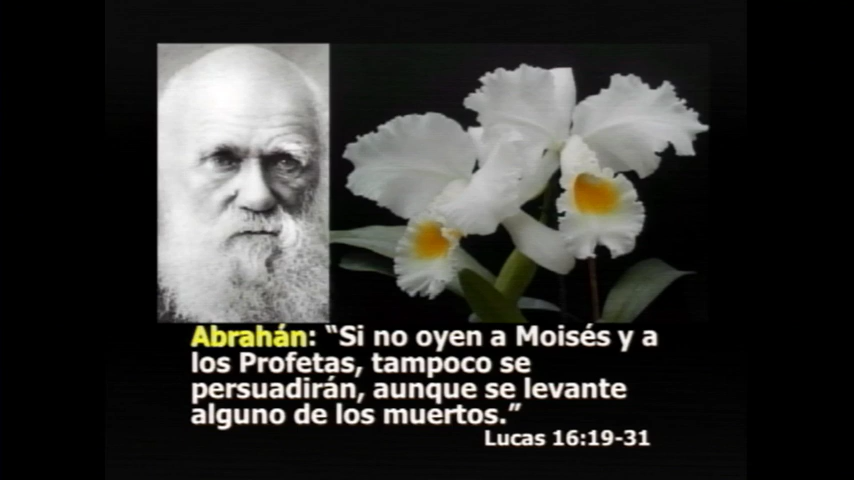 Abrahán: “Si no oyen a Moisés y a
los Profetas, tampoco se
persuadirán, aunque se levante
alguno de los muertos.”
Lucas 16:19-31